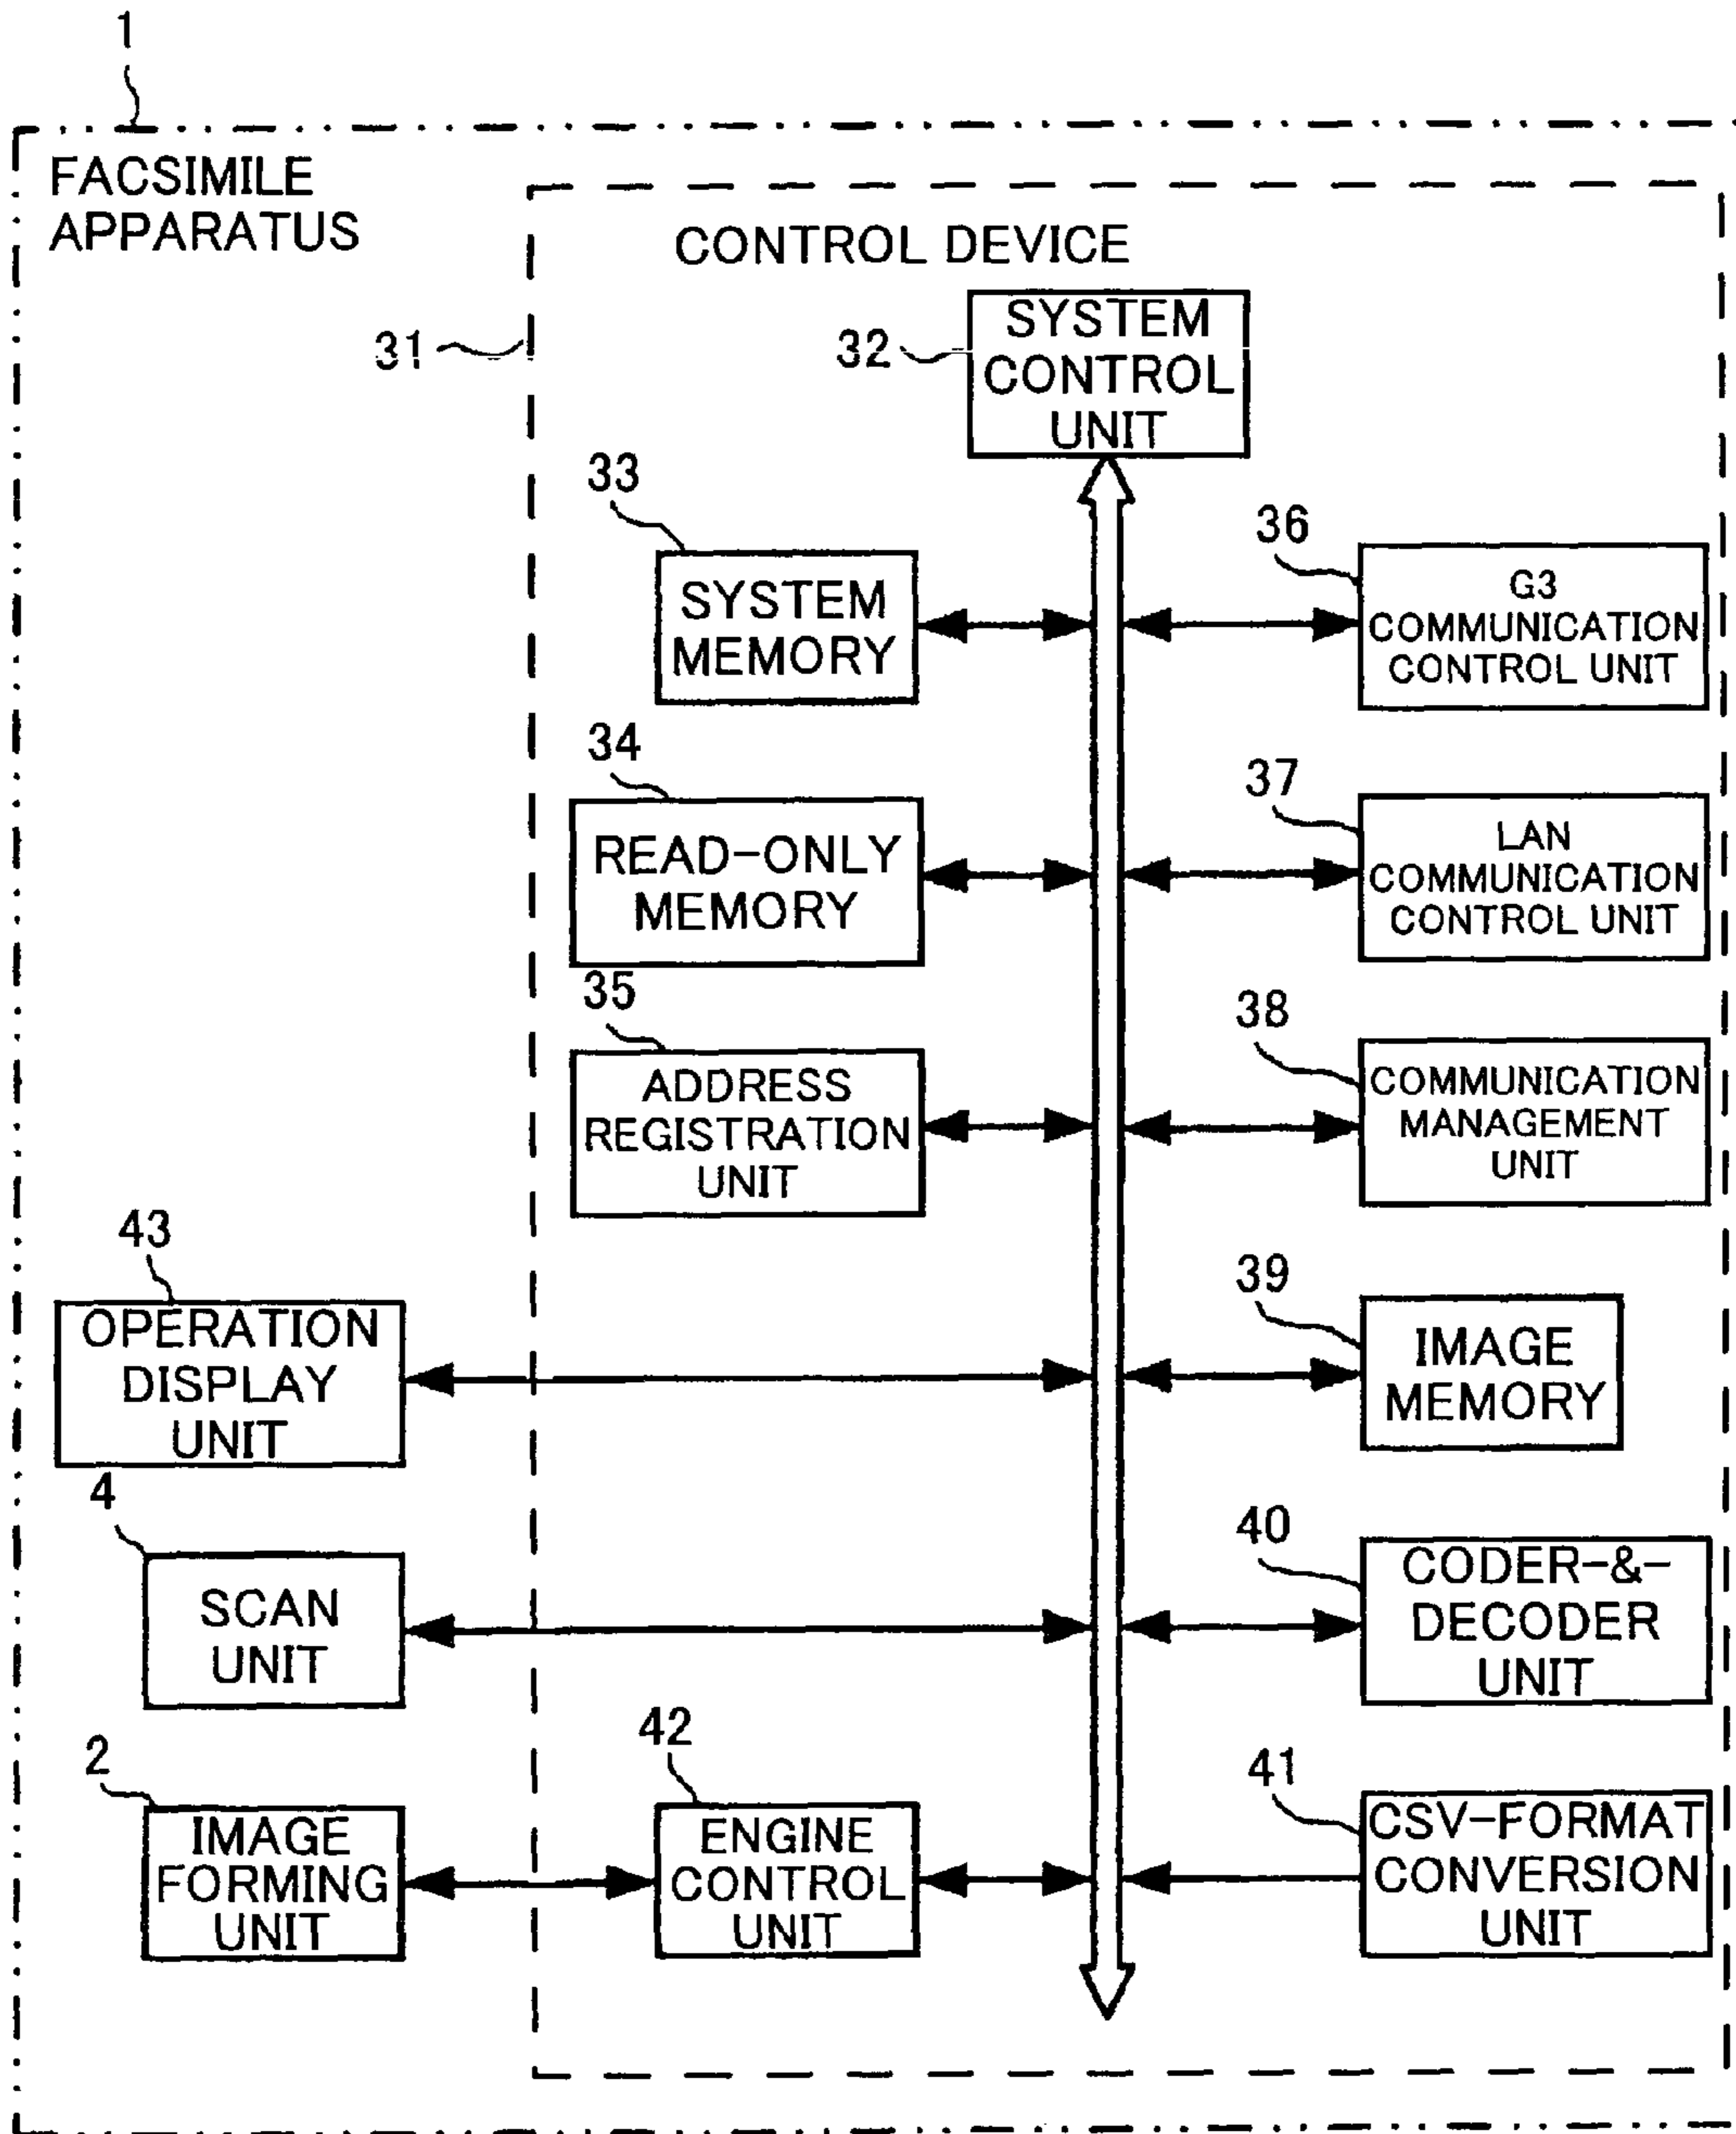 1
FACSIMILE
APPARATUS
CONTROL DEVICE
31
32
SYSTEM
CONTROL
UNIT
33
SYSTEM
MEMORY
36
G3
COMMUNICATION
CONTROL UNIT
34
READ-ONLY
MEMORY
37
LAN
COMMUNICATION
CONTROL UNIT
35
ADDRESS
REGISTRATION
UNIT
38
COMMUNICATION
MANAGEMENT
UNIT
43
OPERATION
DISPLAY
UNIT
39
IMAGE
MEMORY
4
SCAN
UNIT
40
CODER-&-
DECODER
UNIT
2
IMAGE
FORMING
UNIT
42
ENGINE
CONTROL
UNIT
41
CSV-FORMAT
CONVERSION
UNIT